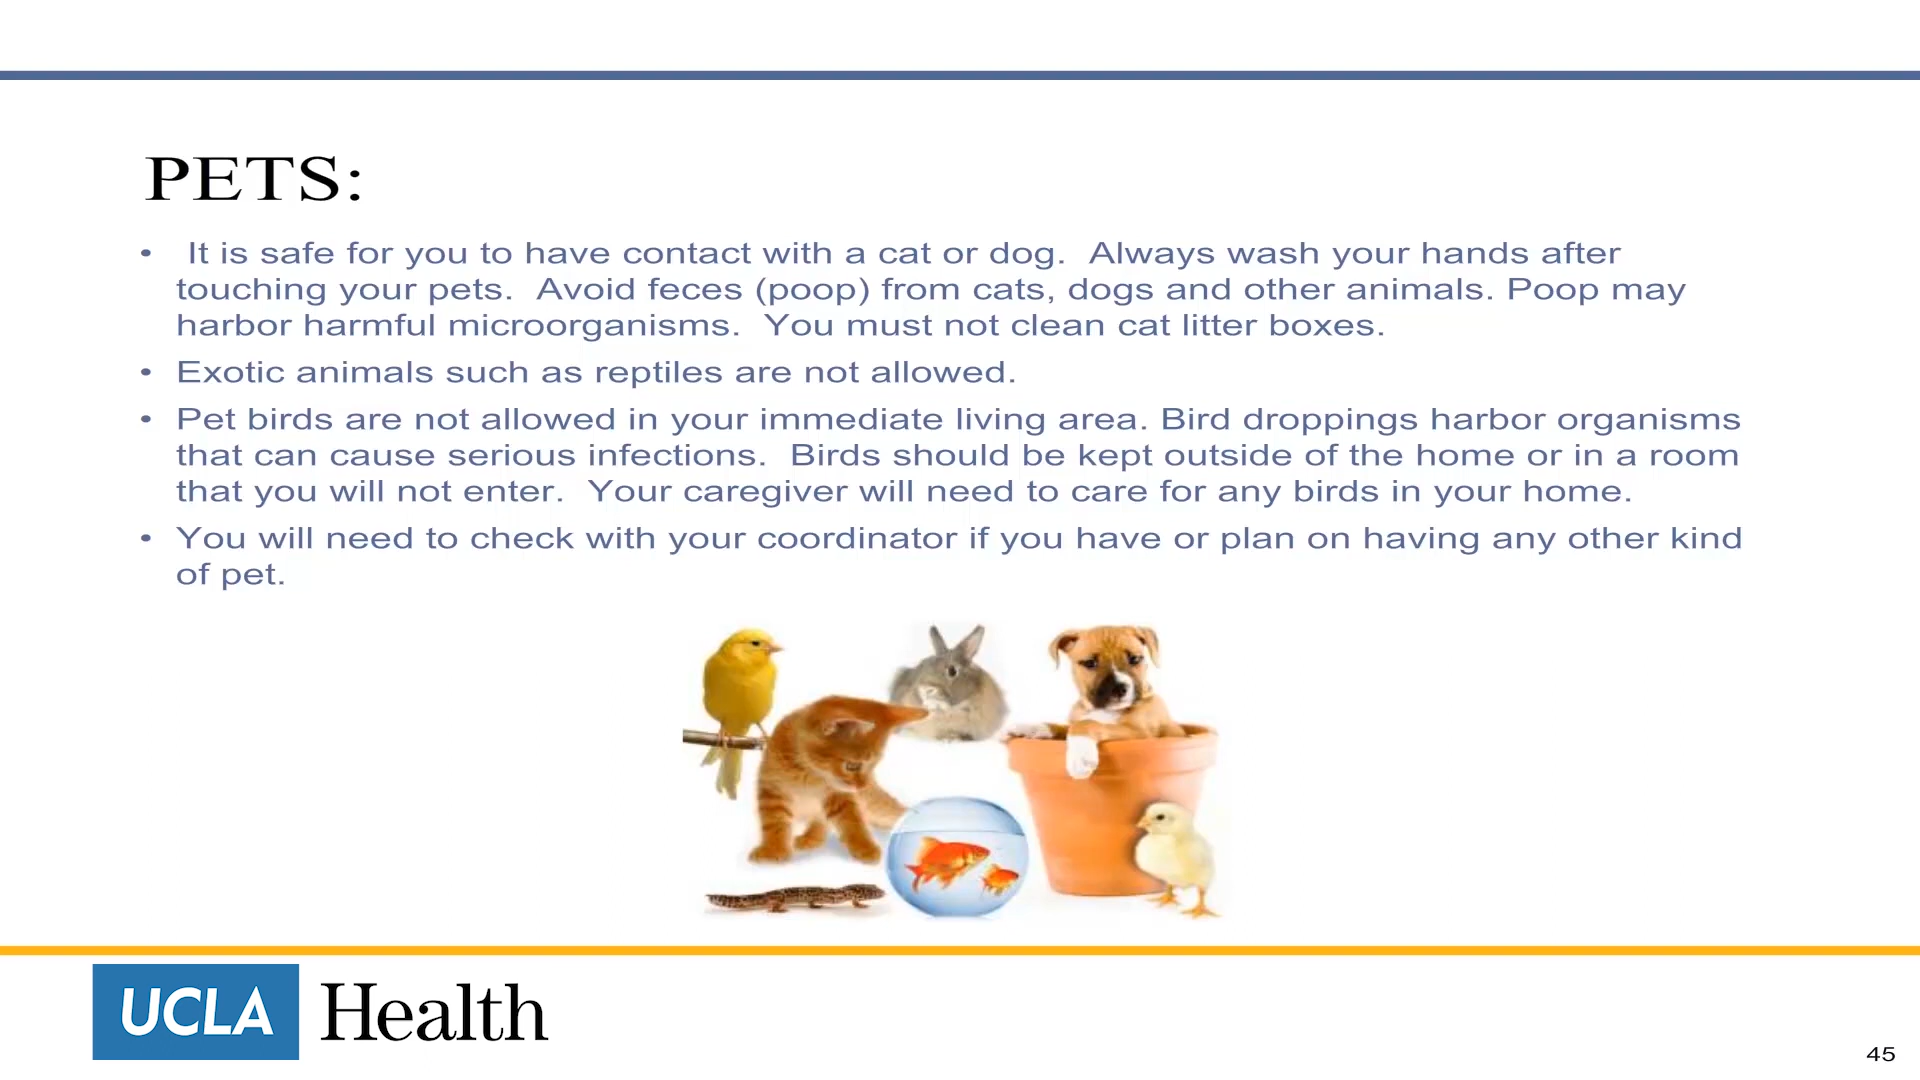 PETS:
• It is safe for you to have contact with a cat or dog. Always wash your hands after
touching your pets. Avoid feces (poop) from cats, dogs and other animals. Poop may
harbor harmful microorganisms. You must not clean cat litter boxes.
• Exotic animals such as reptiles are not allowed.
• Pet birds are not allowed in your immediate living area. Bird droppings harbor organisms
that can cause serious infections. Birds should be kept outside of the home or in a room
that you will not enter. Your caregiver will need to care for any birds in your home.
• You will need to check with your coordinator if you have or plan on having any other kind
of pet.
UCLA Health
45